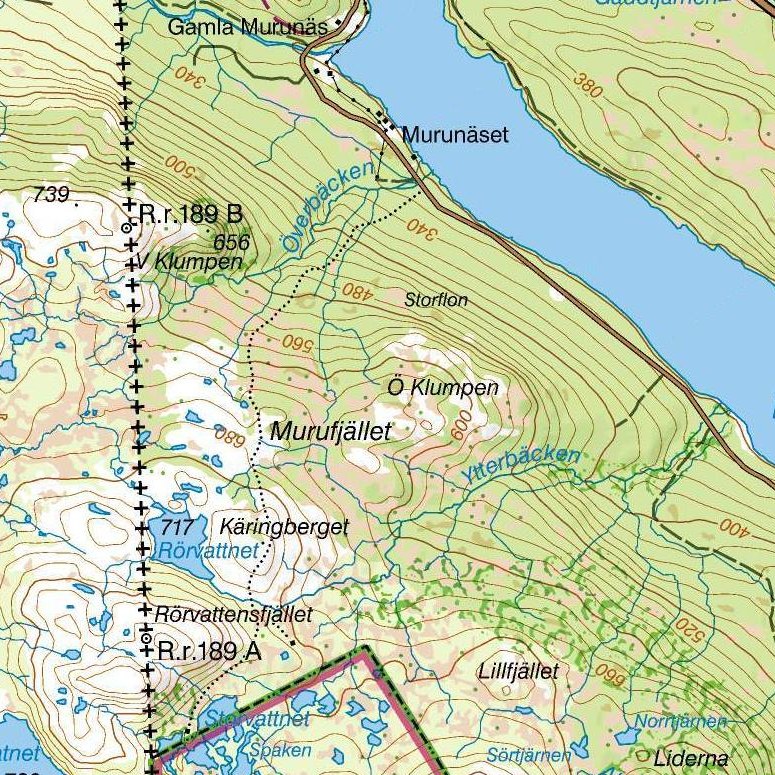 Gamla Murunäs
340
380
Murunäset
500
Överbäcken
739
R.r.189 B
656
V Klumpen
340
480
Storflon
560
Ö Klumpen
600
Murufjället
680
Ytterbäcken
717
Käringberget
Rörvattnet
400
Rörvattensfjället
520
R.r.189 A
Lillfjället
660
Storvattnet
Norrtjärnen
Spåken
Sörtjärnen
Liderna